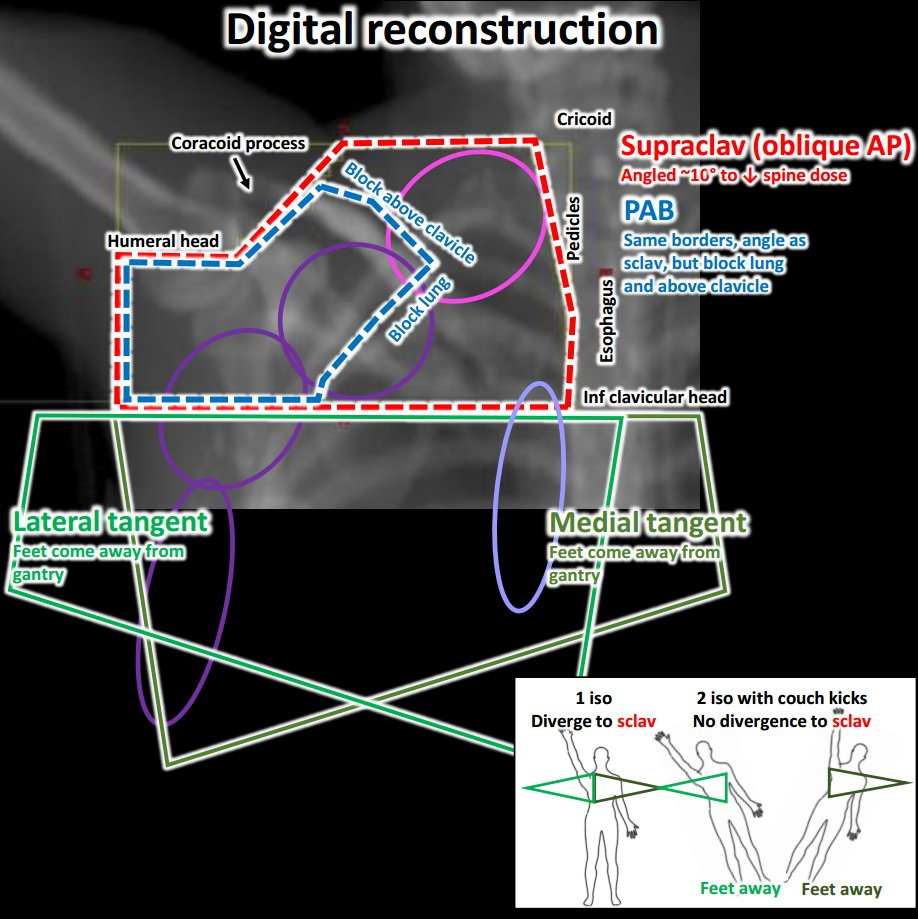 Digital reconstruction
Cricoid
Coracoid process
Supraclav (oblique AP)
Angled ~10° to ↓ spine dose
Block above clavicle
PAB
Pedicles
Humeral head
Same borders, angle as
sclav, but block lung
and above clavicle
Block lung
Esophagus
Inf clavicular head
Lateral tangent
Feet come away from
gantry
Medial tangent
Feet come away from
gantry
1 iso
Diverge to sclav
2 iso with couch kicks
No divergence to sclav
Feet away
Feet away